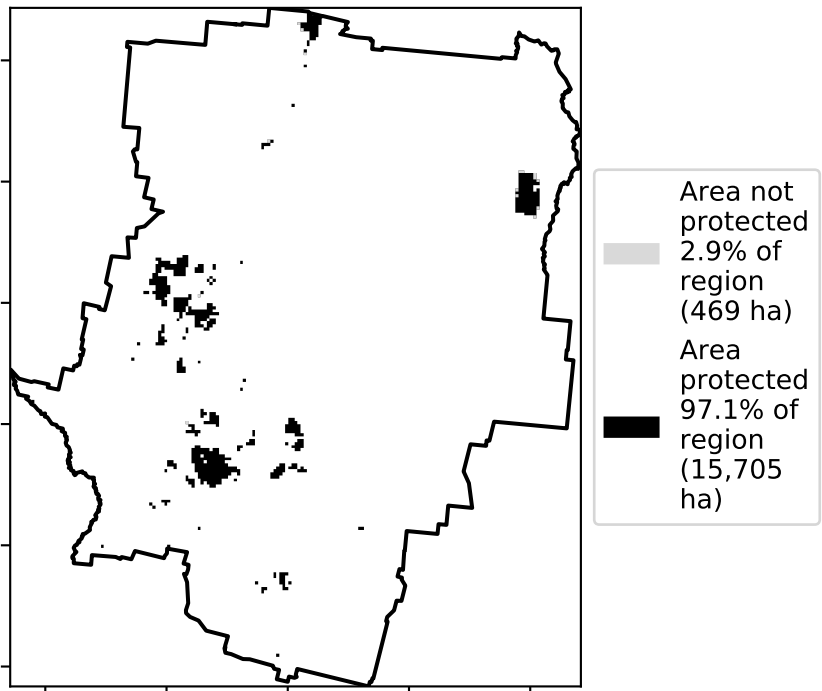 Area not
protected
2.9% of
region
(469 ha)
Area
protected
97.1% of
region
(15,705
ha)